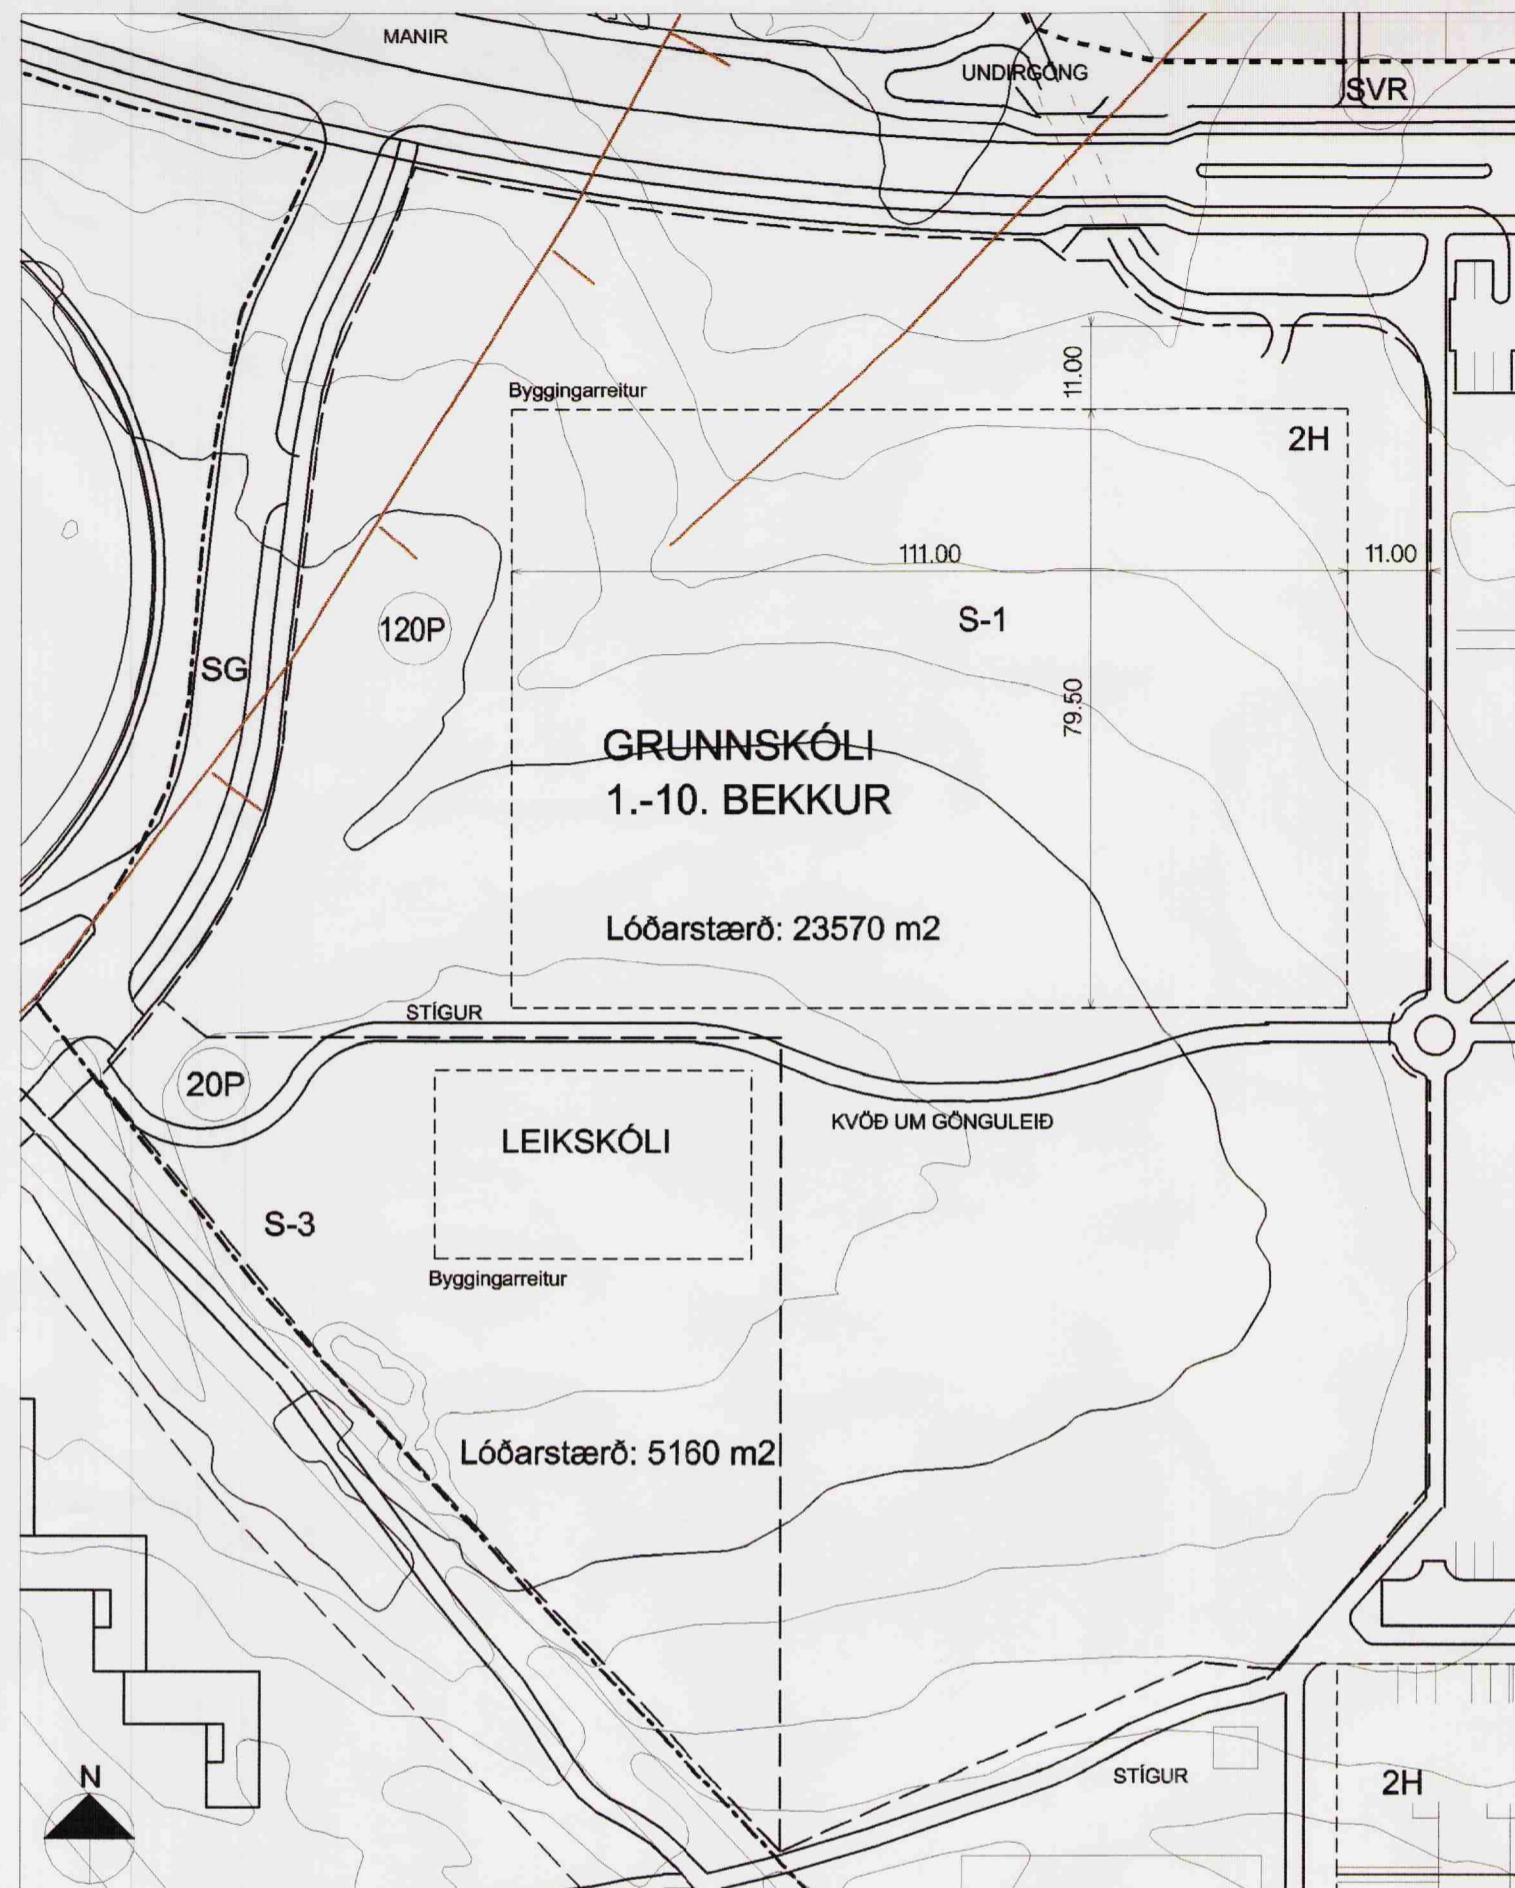 MANIR
UNDIRGÖNG
SVR
Byggingarreitur
11.00
2H
111.00
11.00
S-1
120P
SG
79.50
GRUNNSKÓLI
1.-10. BEKKUR
Lóðarstærð: 23570 m2
STÍGUR
20P
LEIKSKÓLI
KVÖÐ UM GÖNGULEIÐ
S-3
Byggingarreitur
Lóðarstærð: 5160 m2
N
STÍGUR
2H